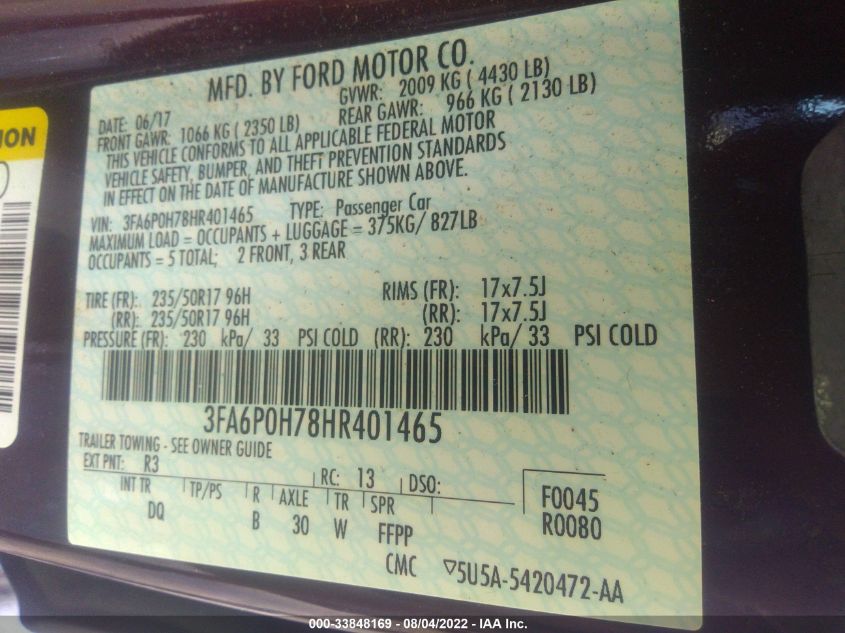 ION
MFD. BY FORD MOTOR CO.
DATE: 06/17 GVWR: 2009 KG ( 4430 LB)
FRONT GAWR: 1066 KG ( 2350 LB) REAR GAWR: 966 KG ( 2130 LB)
THIS VEHICLE CONFORMS TO ALL APPLICABLE FEDERAL MOTOR
VEHICLE SAFETY, BUMPER, AND THEFT PREVENTION STANDARDS
IN EFFECT ON THE DATE OF MANUFACTURE SHOWN ABOVE.
VIN: 3FA6P0H78HR401465 TYPE: Passenger Car
MAXIMUM LOAD = OCCUPANTS + LUGGAGE = 375KG/ 827LB
OCCUPANTS = 5 TOTAL; 2 FRONT, 3 REAR
TIRE (FR): 235/50R17 96H RIMS (FR): 17x7.5J
(RR): 235/50R17 96H (RR): 17x7.5J
PRESSURE (FR): 230 kPa/ 33 PSI COLD (RR): 230 kPa/ 33 PSI COLD
3FA6P0H78HR401465
TRAILER TOWING - SEE OWNER GUIDE
EXT PNT: R3 RC: 13 DSO:
INT TR TP/PS R AXLE TR SPR F0045
DQ B 30 W FFPP R0080
CMC ▽5U5A-5420472-AA
000-33848169 - 08/04/2022 - IAA Inc.